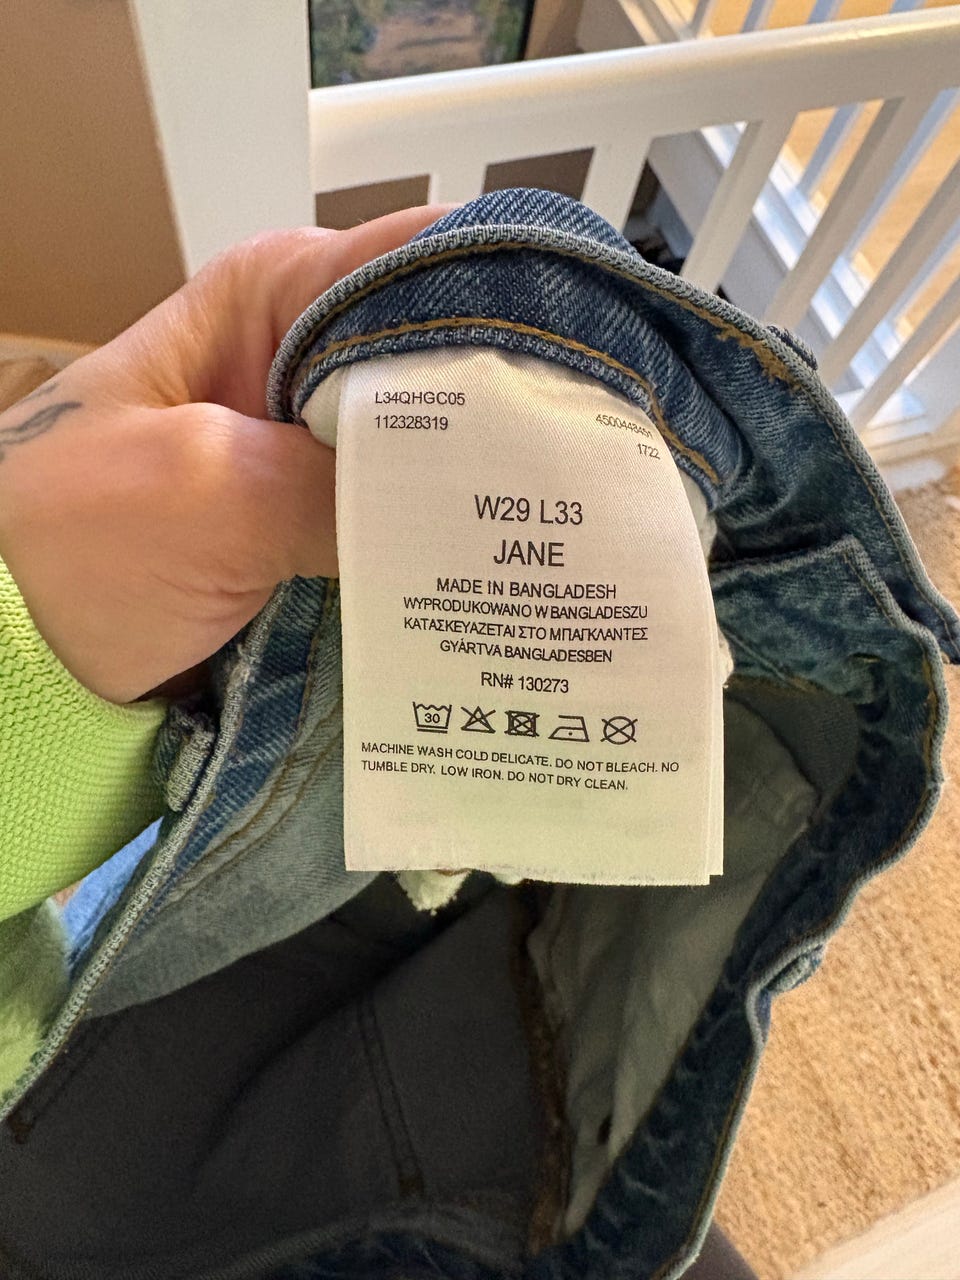 L34QHGC05
112328319
4500448451
1722
W29 L33
JANE
MADE IN BANGLADESH
WYPRODUKOWANO W BANGLADESZU
ΚΑΤΑΣΚΕΥΑΖΕΤΑΙ ΣΤΟ ΜΠΑΓΚΛΑΝΤΕΣ
GYÁRTVA BANGLADESBEN
RN# 130273
30
MACHINE WASH COLD DELICATE. DO NOT BLEACH. NO
TUMBLE DRY. LOW IRON. DO NOT DRY CLEAN.